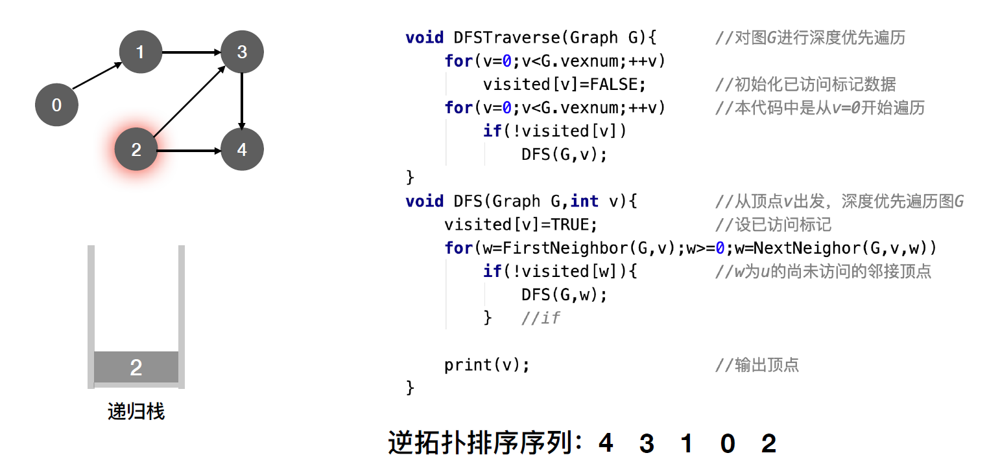 1
3
0
2
4
void DFSTraverse(Graph G){ //对图G进行深度优先遍历
for(v=0;v<G.vexnum;++v)
visited[v]=FALSE; //初始化已访问标记数据
for(v=0;v<G.vexnum;++v) //本代码中是从v=0开始遍历
if(!visited[v])
DFS(G,v);
}
void DFS(Graph G,int v){ //从顶点v出发，深度优先遍历图G
visited[v]=TRUE; //设已访问标记
for(w=FirstNeighbor(G,v);w>=0;w=NextNeighor(G,v,w))
if(!visited[w]){ //w为u的尚未访问的邻接顶点
DFS(G,w);
} //if
print(v); //输出顶点
}
2
递归栈
逆拓扑排序序列：4 3 1 0 2